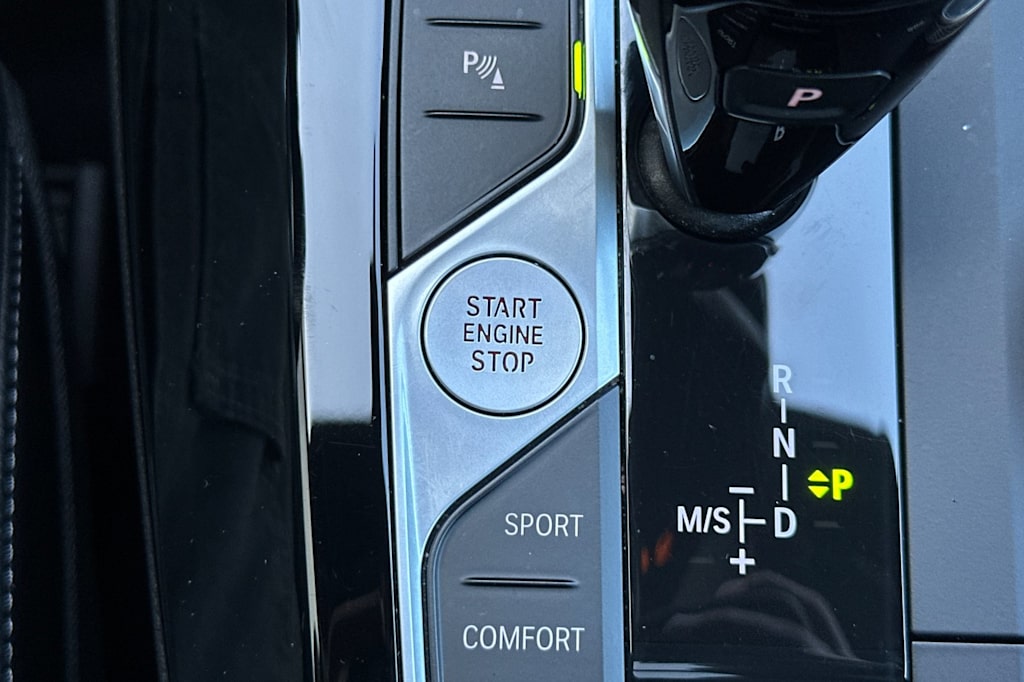 P
P
START
ENGINE
STOP
R
N
P
M/S
D
−
+
SPORT
COMFORT